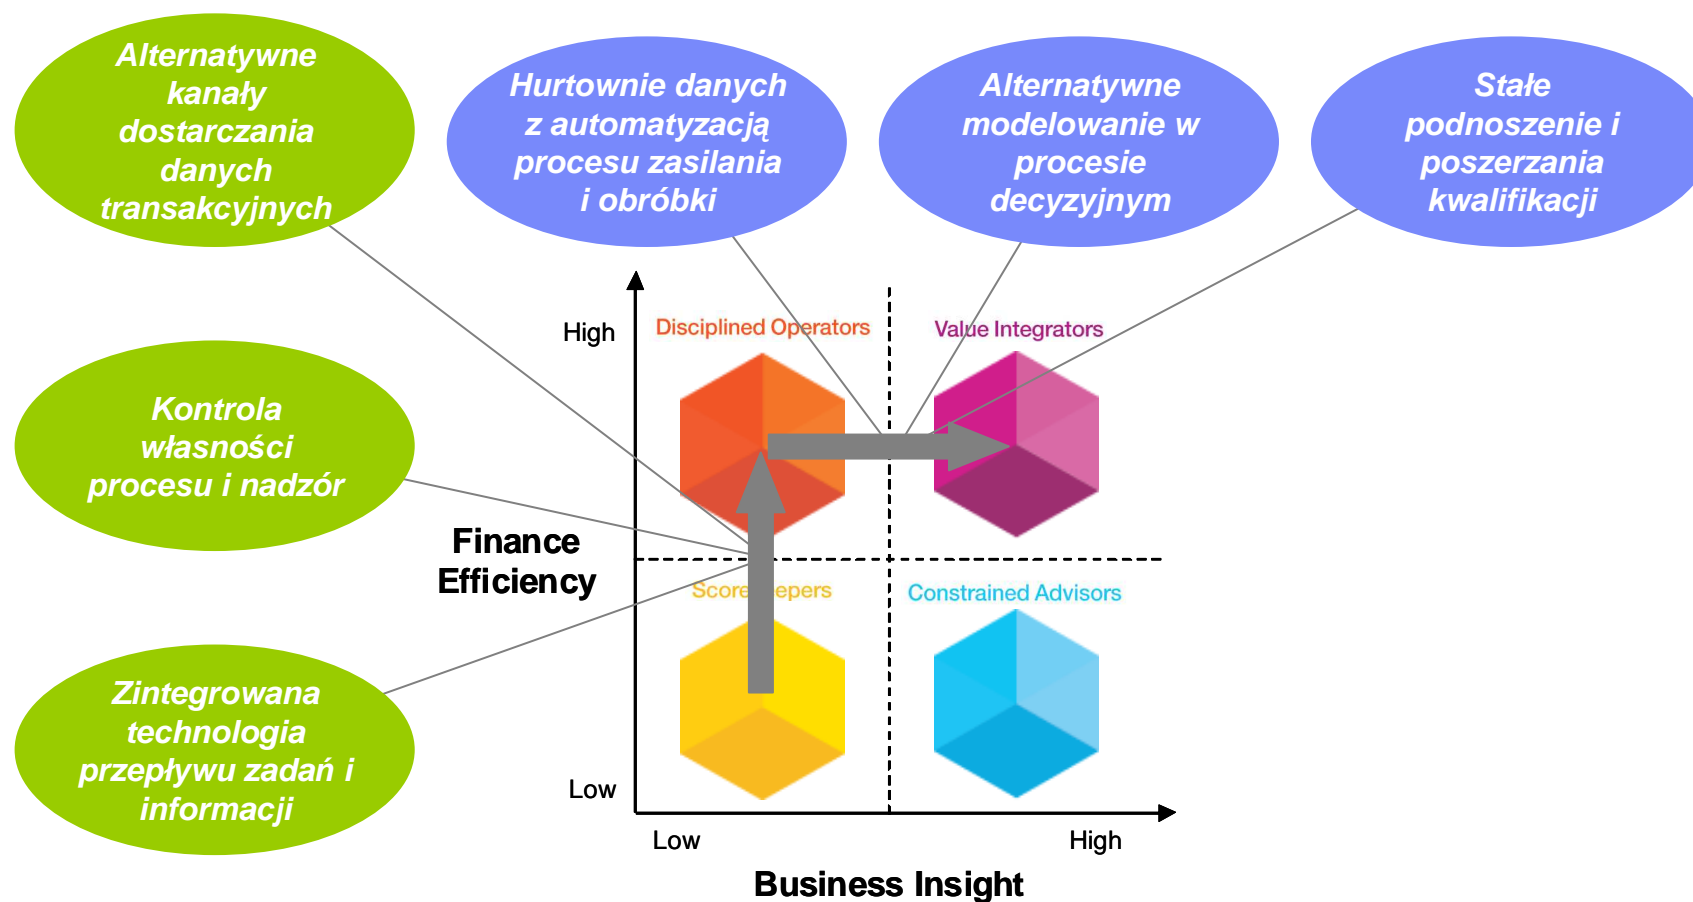 Alternatywne
kanały
dostarczania
danych
transakcyjnych
Hurtownie danych
z automatyzacją
procesu zasilania
i obróbki
Alternatywne
modelowanie w
procesie
decyzyjnym
Stałe
podnoszenie i
poszerzania
kwalifikacji
Kontrola
własności
procesu i nadzór
Zintegrowana
technologia
przepływu zadań i
informacji
Finance
Efficiency
High
Low
Disciplined Operators
Value Integrators
Scorekeepers
Constrained Advisors
Low
High
Business Insight